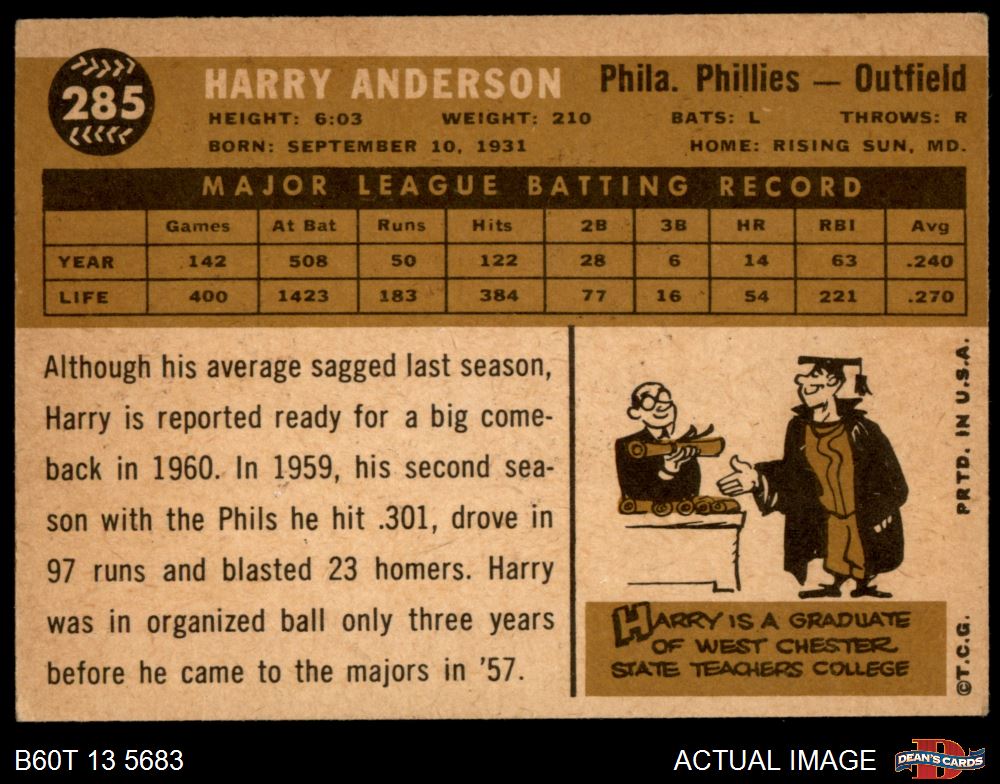 285
HARRY ANDERSON Phila. Phillies — Outfield
HEIGHT: 6:03 WEIGHT: 210 BATS: L THROWS: R
BORN: SEPTEMBER 10, 1931 HOME: RISING SUN, MD.
MAJOR LEAGUE BATTING RECORD
Games At Bat Runs Hits 2B 3B HR RBI Avg
YEAR 142 508 50 122 28 6 14 63 .240
LIFE 400 1423 183 384 77 16 54 221 .270
Although his average sagged last season,
Harry is reported ready for a big come-
back in 1960. In 1959, his second sea-
son with the Phils he hit .301, drove in
97 runs and blasted 23 homers. Harry
was in organized ball only three years
before he came to the majors in '57.
HARRY IS A GRADUATE
OF WEST CHESTER
STATE TEACHERS COLLEGE
PRTD. IN U.S.A.
©T.C.G.
B60T 13 5683
ACTUAL IMAGE
D
DEAN'S CARDS